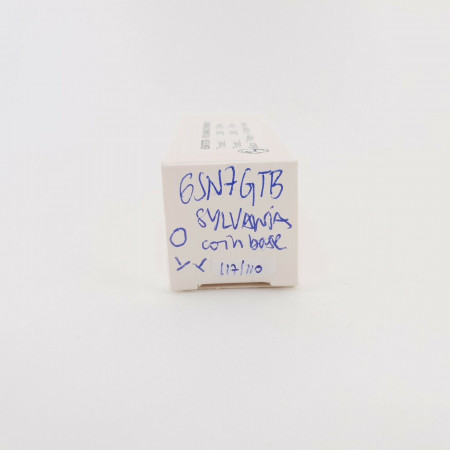 6SN7GTB
SYLVANIA
coin base
117/110